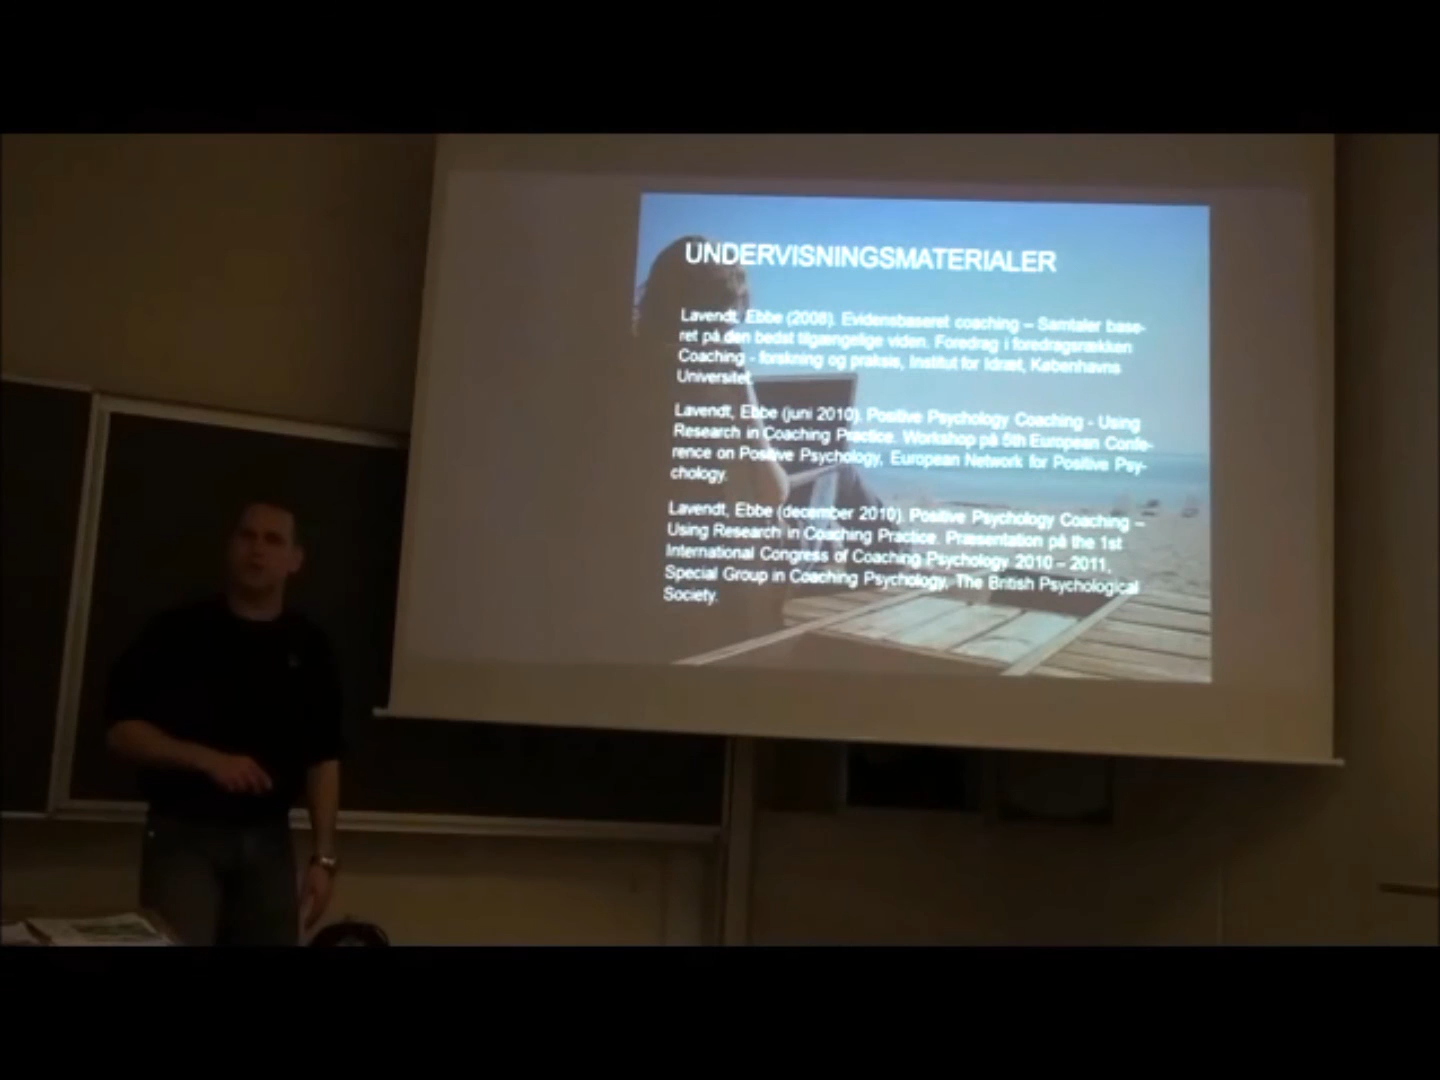 UNDERVISNINGSMATERIALER
Lavendt, Ebbe (2008). Evidensbaseret coaching – Samtaler base-
ret på den bedst tilgængelige viden. Foredrag i foredragsrækken
Coaching - forskning og praksis, Institut for Idræt, Københavns
Universitet.
Lavendt, Ebbe (juni 2010). Positive Psychology Coaching - Using
Research in Coaching Practice. Workshop på 5th European Confe-
rence on Positive Psychology, European Network for Positive Psy-
chology.
Lavendt, Ebbe (december 2010). Positive Psychology Coaching –
Using Research in Coaching Practice. Præsentation på the 1st
International Congress of Coaching Psychology 2010 – 2011,
Special Group in Coaching Psychology, The British Psychological
Society.